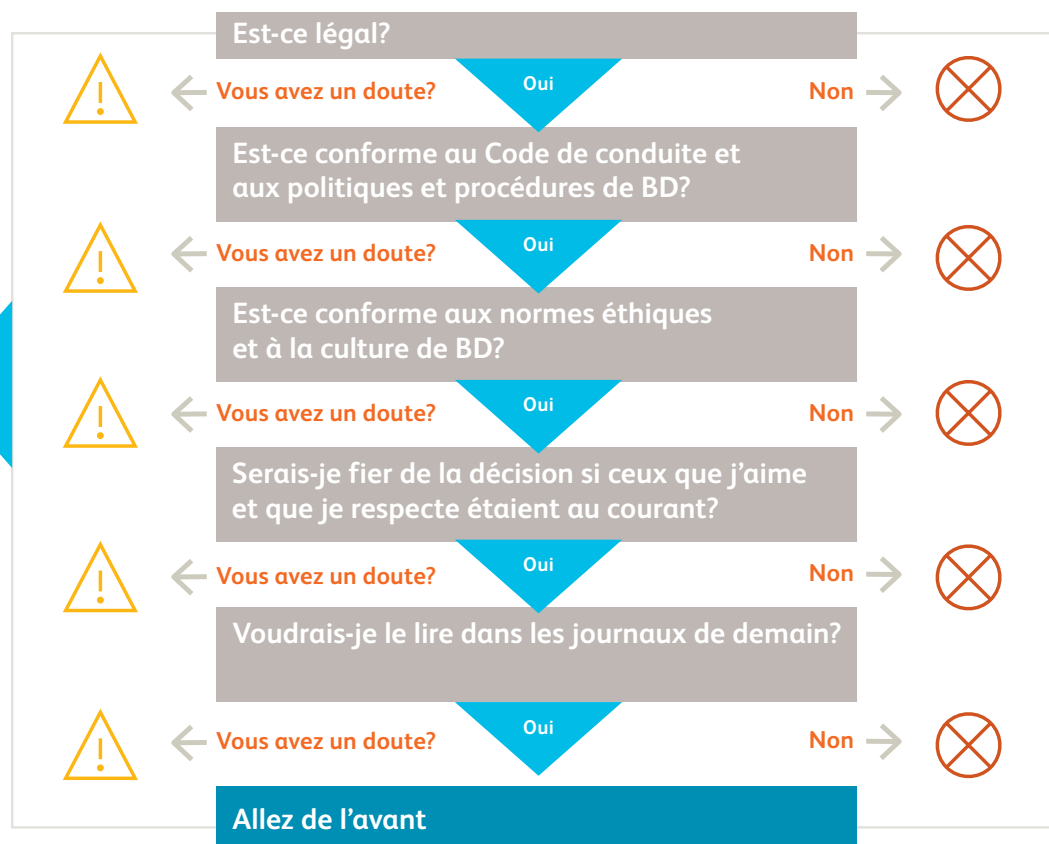 Est-ce légal?
Vous avez un doute? Oui Non
Est-ce conforme au Code de conduite et
aux politiques et procédures de BD?
Vous avez un doute? Oui Non
Est-ce conforme aux normes éthiques
et à la culture de BD?
Vous avez un doute? Oui Non
Serais-je fier de la décision si ceux que j’aime
et que je respecte étaient au courant?
Vous avez un doute? Oui Non
Voudrais-je le lire dans les journaux de demain?
Vous avez un doute? Oui Non
Allez de l’avant